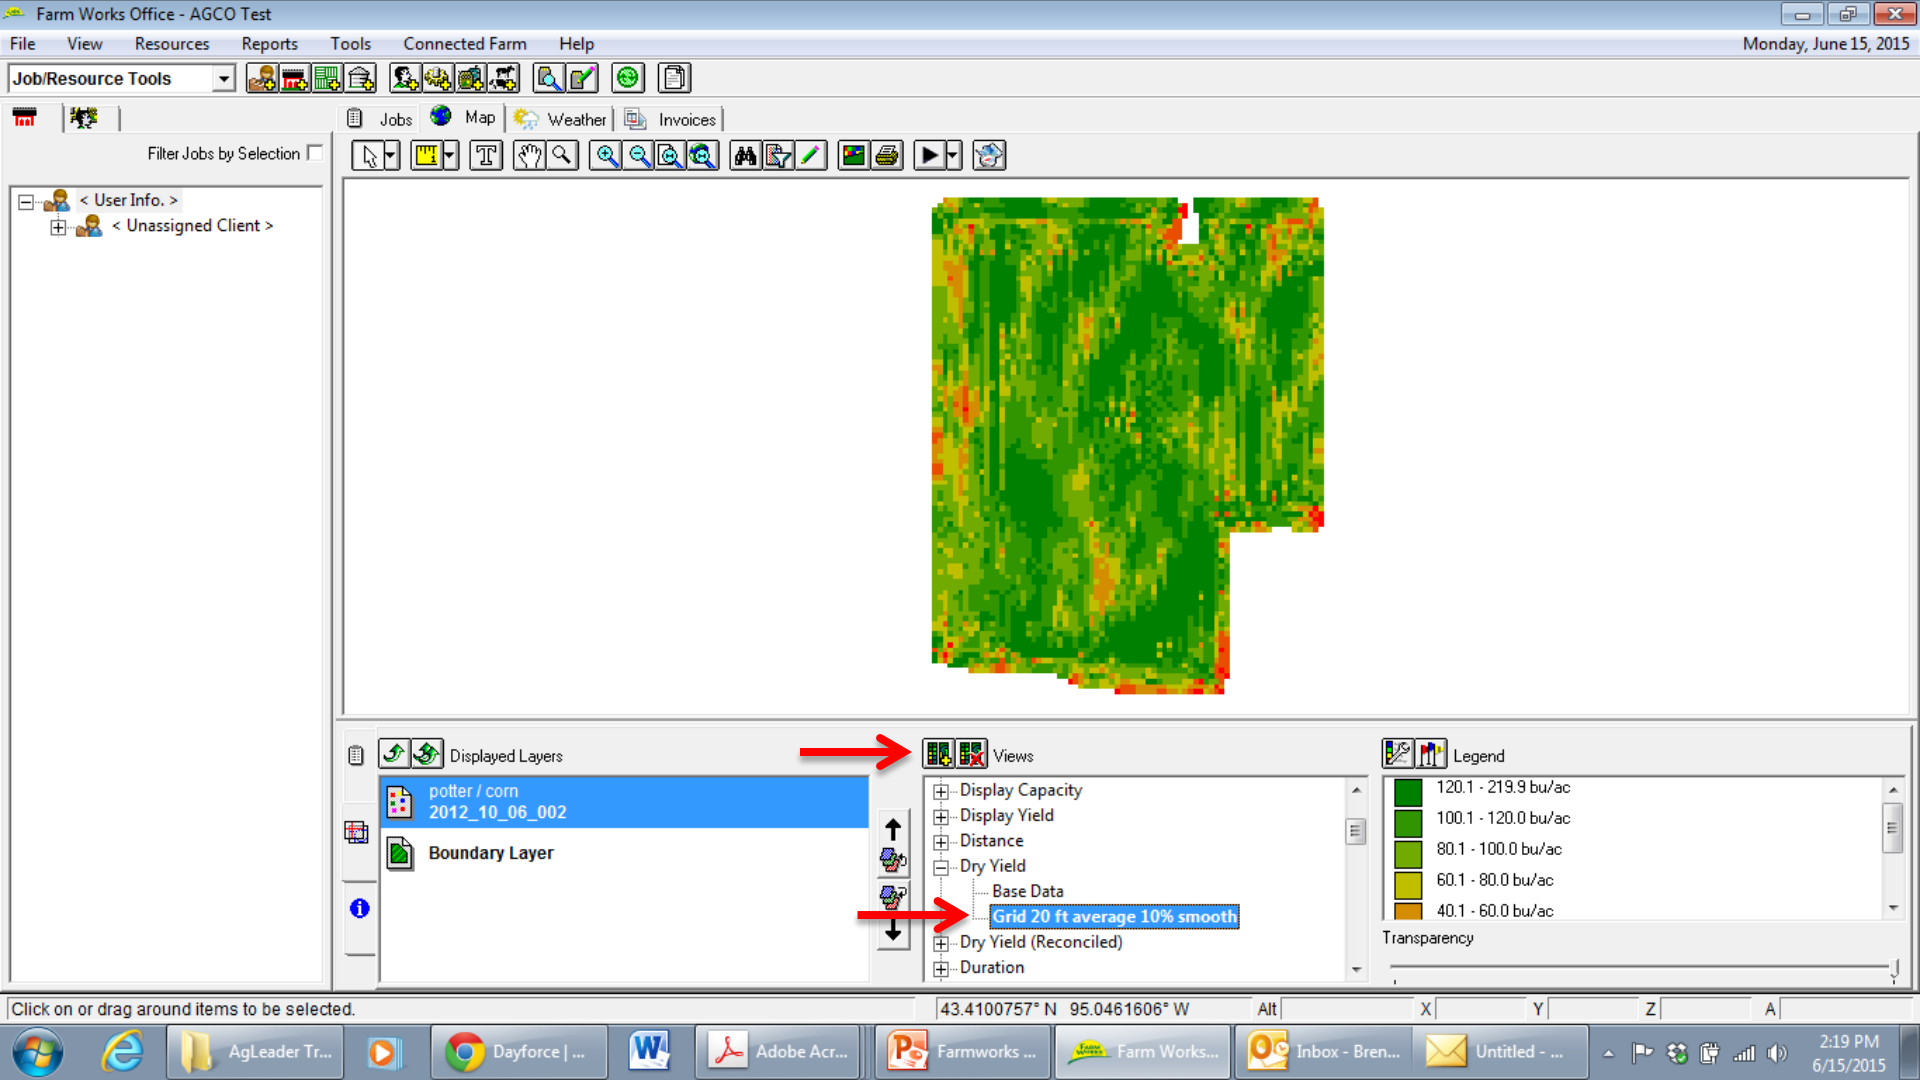 Farm Works Office - AGCO Test
File View Resources Reports Tools Connected Farm Help Monday, June 15, 2015
Job/Resource Tools
Jobs Map Weather Invoices
Filter Jobs by Selection
< User Info. >
< Unassigned Client >
Displayed Layers
potter / corn
2012_10_06_002
Boundary Layer
Views
Display Capacity
Display Yield
Distance
Dry Yield
Base Data
Grid 20 ft average 10% smooth
Dry Yield (Reconciled)
Duration
Legend
120.1 - 219.9 bu/ac
100.1 - 120.0 bu/ac
80.1 - 100.0 bu/ac
60.1 - 80.0 bu/ac
40.1 - 60.0 bu/ac
Transparency
Click on or drag around items to be selected. 43.4100757° N 95.0461606° W Alt X Y Z A
AgLeader Tr... Dayforce | ... Adobe Acr... Farmworks ... Farm Works... Inbox - Bren... Untitled - ...
2:19 PM
6/15/2015